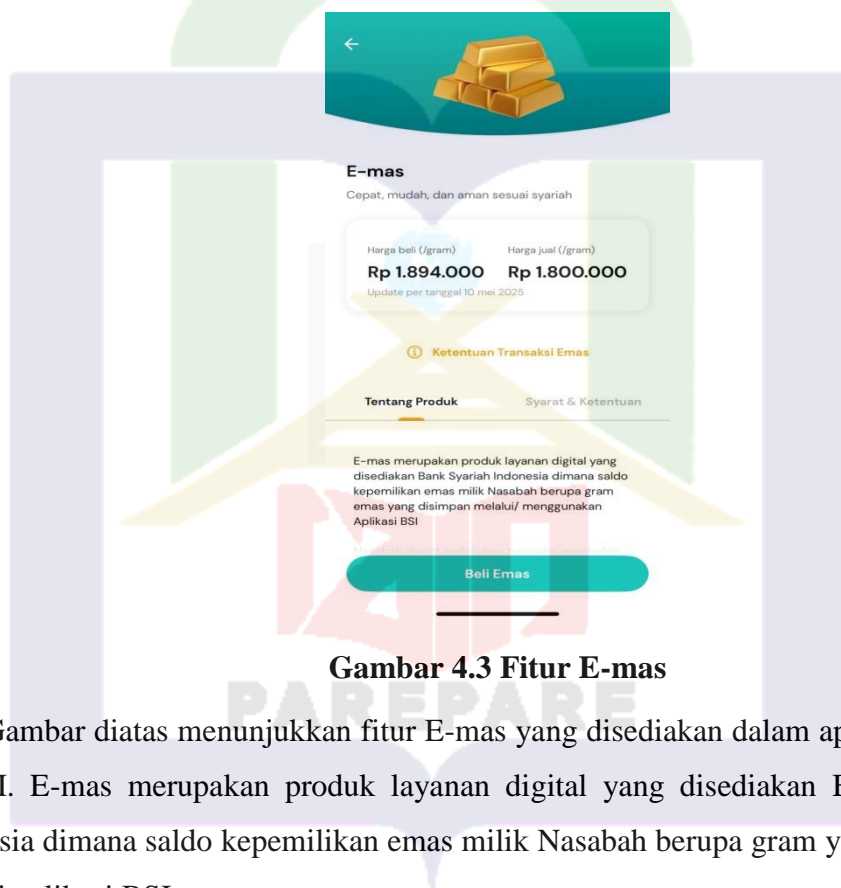 E-mas
Cepat, mudah, dan aman sesuai syariah
Harga beli (/gram) Harga jual (/gram)
Rp 1.894.000 Rp 1.800.000
Update per tanggal 10 mei 2025
Ketentuan Transaksi Emas
Tentang Produk Syarat & Ketentuan
E-mas merupakan produk layanan digital yang
disediakan Bank Syariah Indonesia dimana saldo
kepemilikan emas milik Nasabah berupa gram
emas yang disimpan melalui/ menggunakan
Aplikasi BSI
Beli Emas
Gambar 4.3 Fitur E-mas
PAREPARE
Gambar diatas menunjukkan fitur E-mas yang disediakan dalam
E-mas merupakan produk layanan digital yang disediakan
dimana saldo kepemilikan emas milik Nasabah berupa gram
BSI